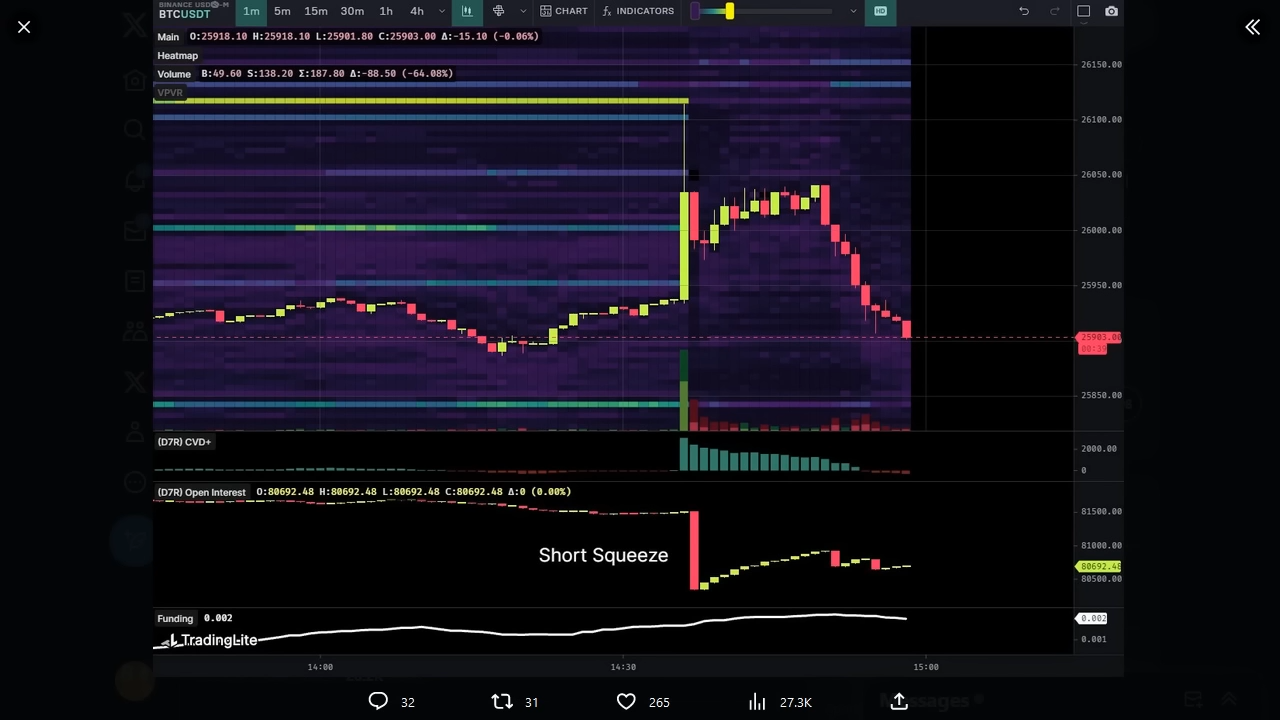 BINANCE USD -M
BTCUSDT
1m 5m 15m 30m 1h 4h CHART fx INDICATORS HD
Main O:25918.10 H:25918.10 L:25901.80 C:25903.00 Δ:-15.10 (-0.06%)
Heatmap
Volume B:49.60 S:138.20 Σ:187.80 Δ:-88.50 (-64.08%)
VPVR
26150.00
26100.00
26050.00
26000.00
25950.00
25903.00
00:39
25850.00
(D7R) CVD+
2000.00
0
(D7R) Open Interest O:80692.48 H:80692.48 L:80692.48 C:80692.48 Δ:0 (0.00%)
81500.00
Short Squeeze
81000.00
80692.48
80500.00
Funding 0.002
0.002
TradingLite
0.001
14:00 14:30 15:00
32 31 265 27.3K
Messages